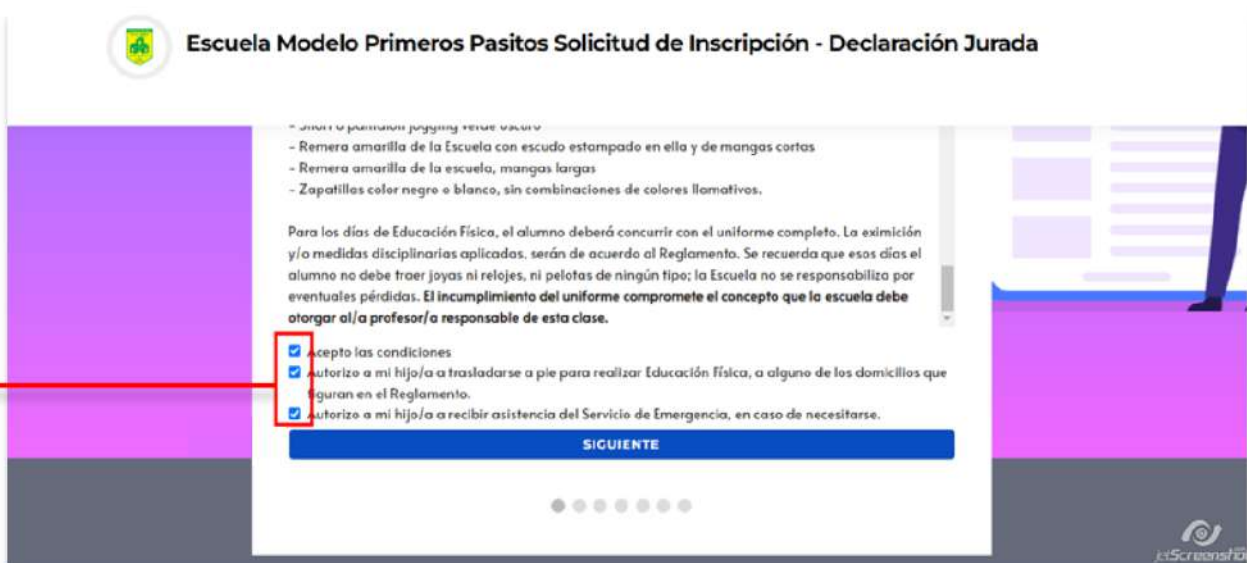 Escuela Modelo Primeros Pasitos Solicitud de Inscripción - Declaración Jurada
- Short o pantalón jogging verde oscuro
- Remera amarilla de la Escuela con escudo estampado en ella y de mangas cortas
- Remera amarilla de la escuela, mangas largas
- Zapatillas color negro o blanco, sin combinaciones de colores llamativos.
Para los días de Educación Física, el alumno deberá concurrir con el uniforme completo. La eximición
y/o medidas disciplinarias aplicadas, serán de acuerdo al Reglamento. Se recuerda que esos días el
alumno no debe traer joyas ni relojes, ni pelotas de ningún tipo; la Escuela no se responsabiliza por
eventuales pérdidas. El incumplimiento del uniforme compromete el concepto que la escuela debe
otorgar al/a profesor/a responsable de esta clase.
Acepto las condiciones
Autorizo a mi hijo/a a trasladarse a pie para realizar Educación Física, a alguno de los domicilios que
figuran en el Reglamento.
Autorizo a mi hijo/a a recibir asistencia del Servicio de Emergencia, en caso de necesitarse.
SIGUIENTE
jetScreenshot